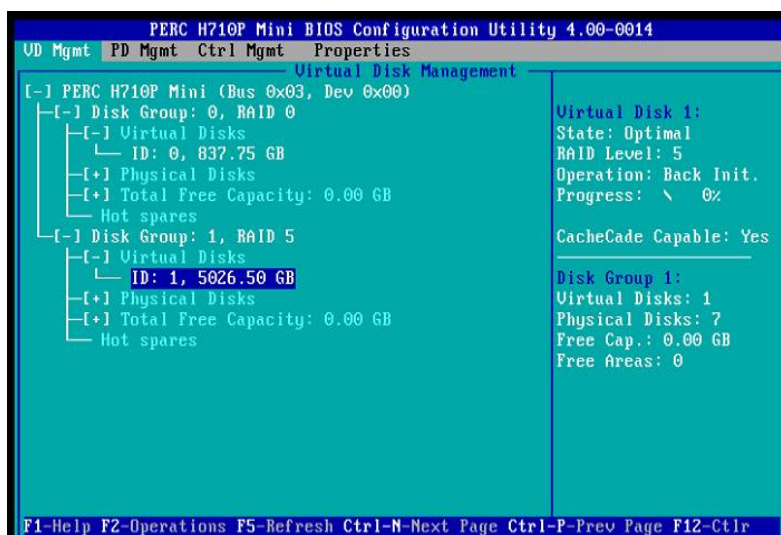 PERC H710P Mini BIOS Configuration Utility 4.00-0014
VD Mgmt PD Mgmt Ctrl Mgmt Properties
Virtual Disk Management
[-] PERC H710P Mini (Bus 0x03, Dev 0x00)
[-] Disk Group: 0, RAID 0
[-] Virtual Disks
ID: 0, 837.75 GB
[+] Physical Disks
[+] Total Free Capacity: 0.00 GB
Hot spares
[-] Disk Group: 1, RAID 5
[-] Virtual Disks
ID: 1, 5026.50 GB
[+] Physical Disks
[+] Total Free Capacity: 0.00 GB
Hot spares
Virtual Disk 1:
State: Optimal
RAID Level: 5
Operation: Back Init.
Progress: \ 0%
CacheCade Capable: Yes
Disk Group 1:
Virtual Disks: 1
Physical Disks: 7
Free Cap.: 0.00 GB
Free Areas: 0
F1-Help F2-Operations F5-Refresh Ctrl-N-Next Page Ctrl-P-Prev Page F12-Ctlr